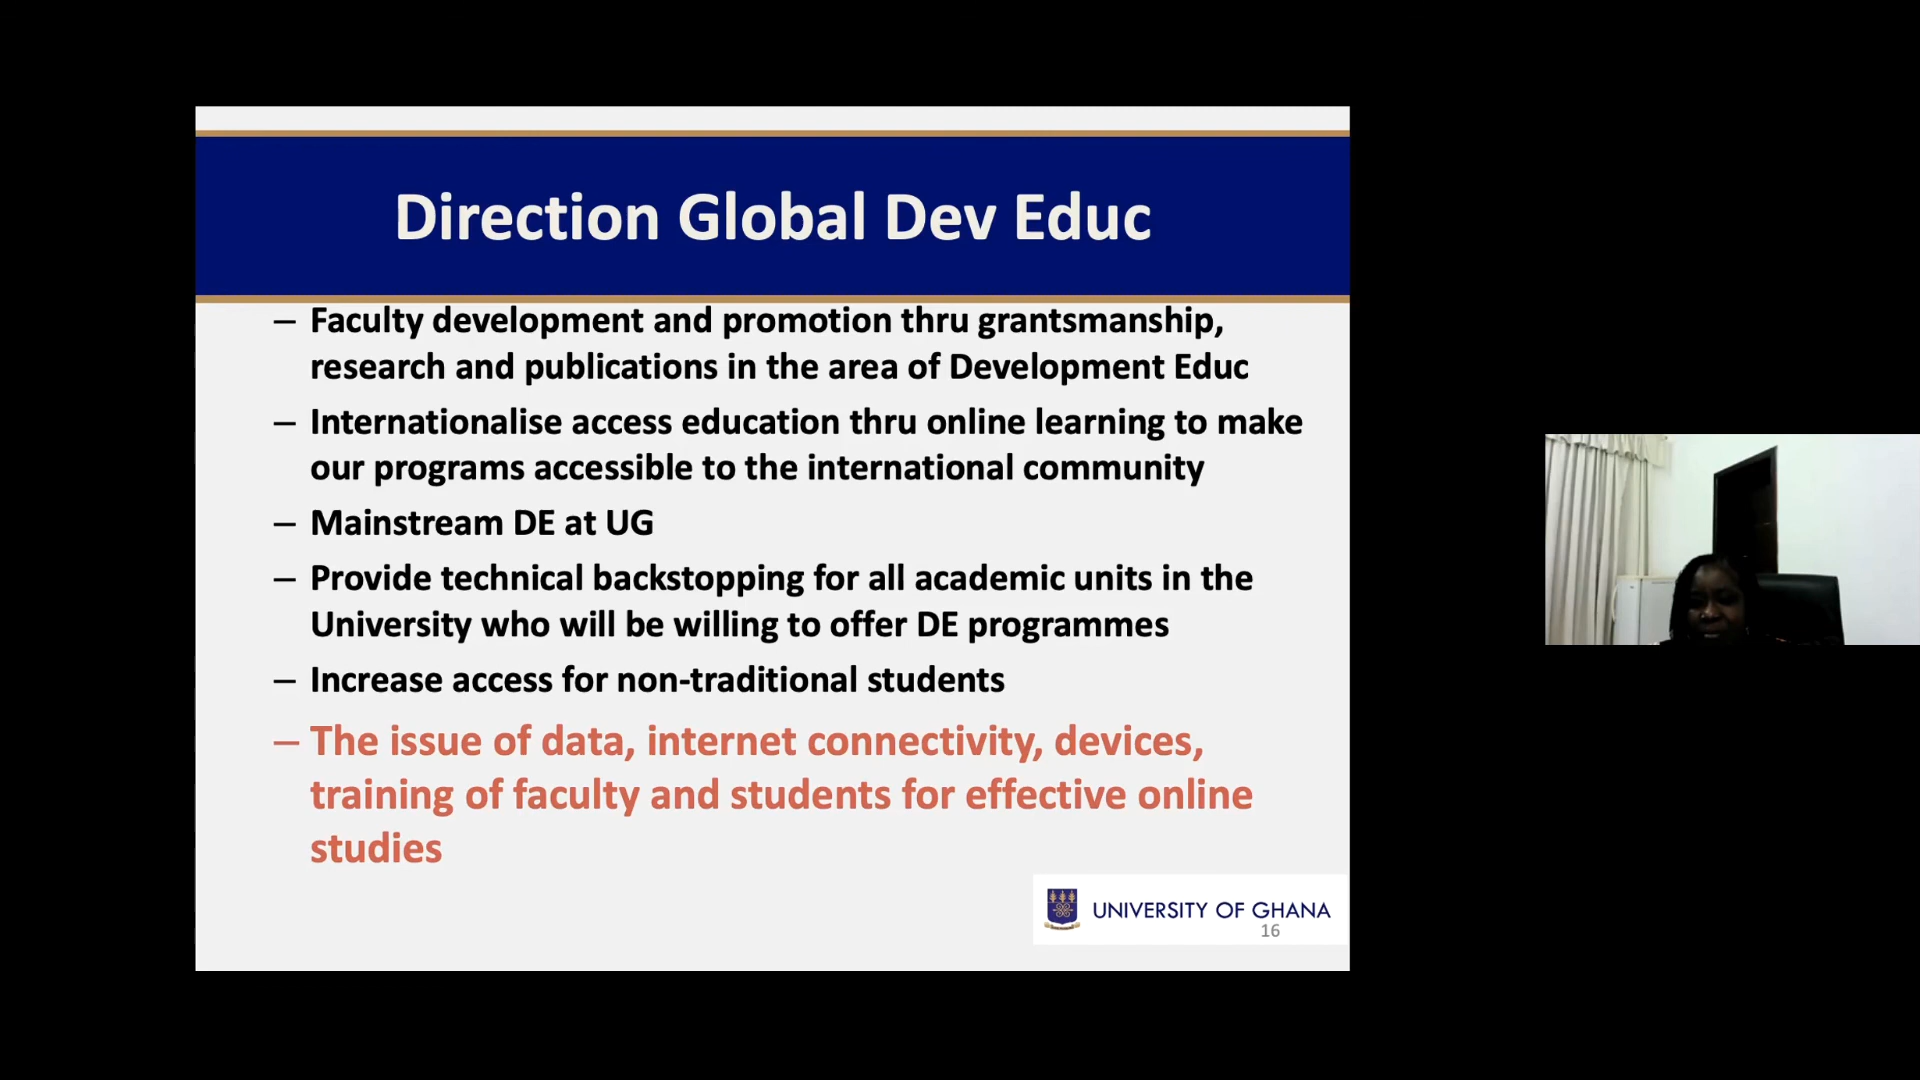 Direction Global Dev Educ
– Faculty development and promotion thru grantsmanship,
research and publications in the area of Development Educ
– Internationalise access education thru online learning to make
our programs accessible to the international community
– Mainstream DE at UG
– Provide technical backstopping for all academic units in the
University who will be willing to offer DE programmes
– Increase access for non-traditional students
– The issue of data, internet connectivity, devices,
training of faculty and students for effective online
studies
UNIVERSITY OF GHANA
16